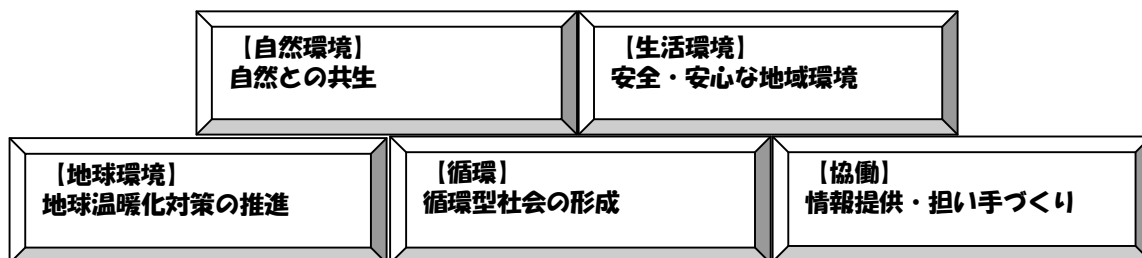 【自然環境】
自然との共生
【生活環境】
安全・安心な地域環境
【地球環境】
地球温暖化対策の推進
【循環】
循環型社会の形成
【協働】
情報提供・担い手づくり